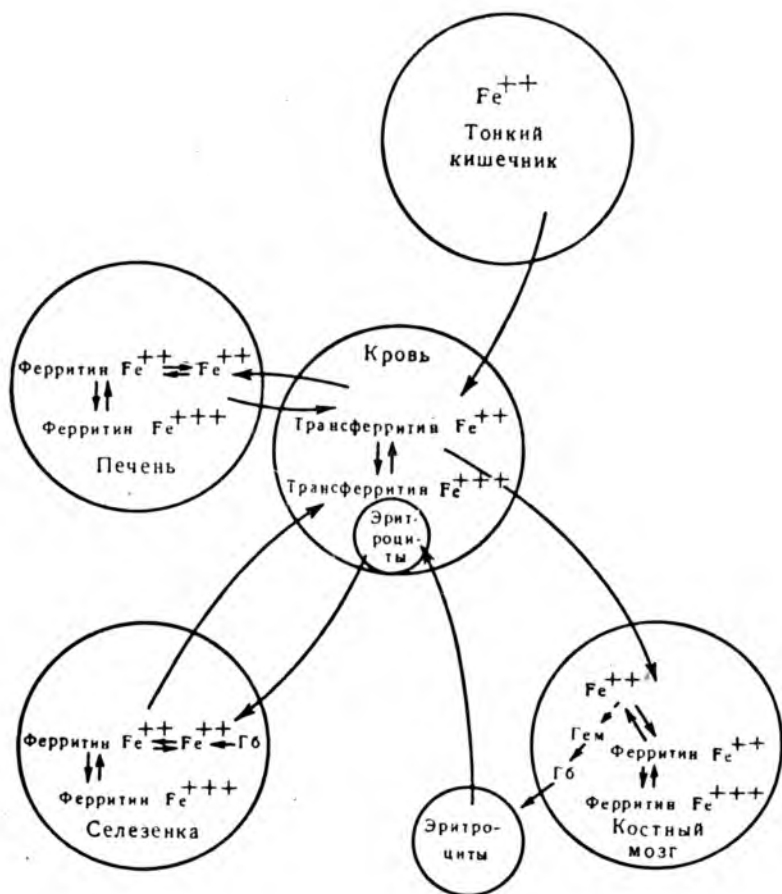 Fe++
Тонкий
кишечник
Кровь
Трансферритин Fe++
Трансферритин Fe+++
Эрит-
роци-
ты
Ферритин Fe++ Fe++
Ферритин Fe+++
Печень
Ферритин Fe++ Fe++ Гб
Ферритин Fe+++
Селезенка
Эритро-
циты
Fe++
Гем
Гб
Ферритин Fe++
Ферритин Fe+++
Костный
мозг